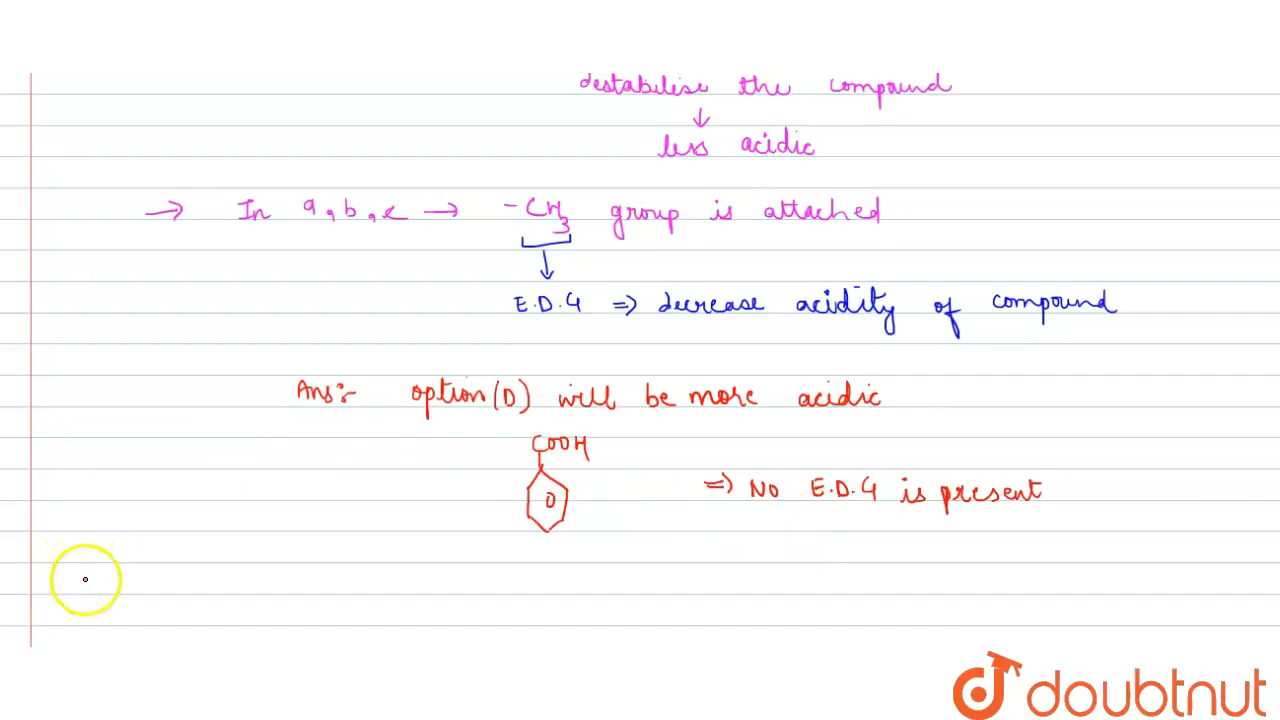 destabilise the compound
↓
less acidic
→ In a, b, c → -CH3 group is attached
↓
E.D.G ⇒ decrease acidity of compound
Ans:- option (D) will be more acidic
COOH
⇒ No E.D.G is present
doubtnut